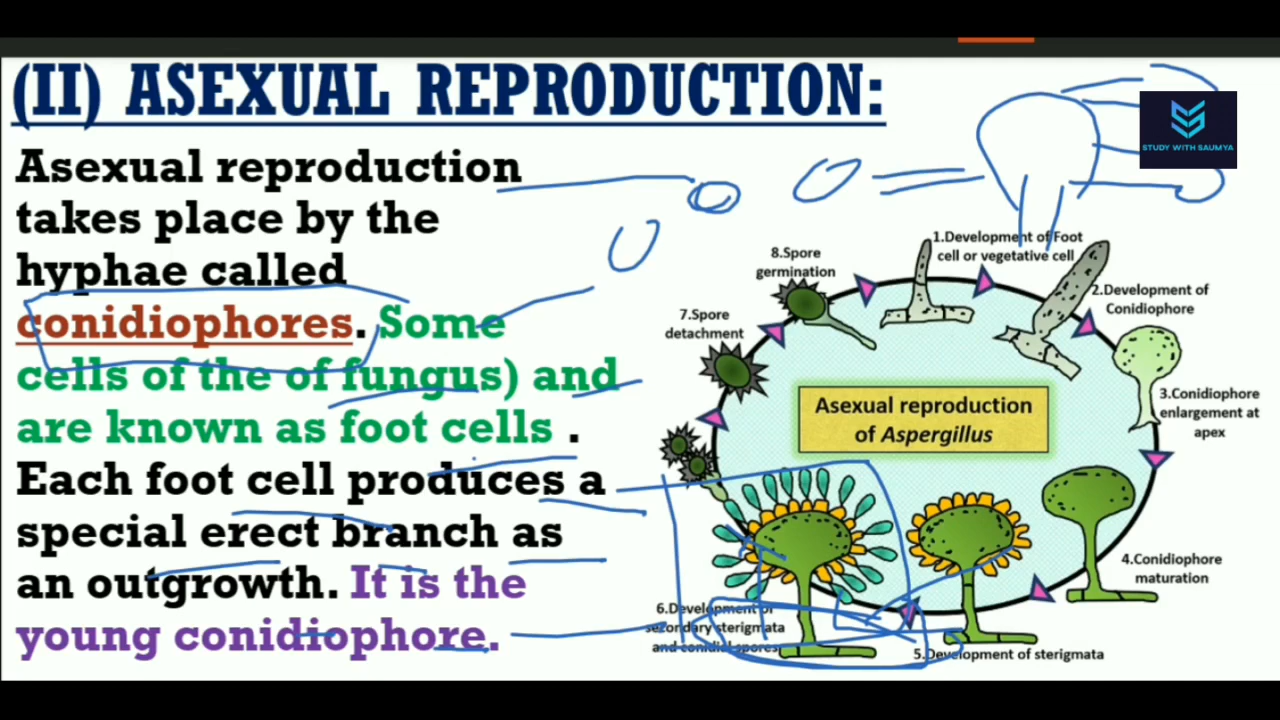 (II) ASEXUAL REPRODUCTION:
Asexual reproduction
takes place by the
hyphae called
conidiophores. Some
cells of the of fungus) and
are known as foot cells .
Each foot cell produces a
special erect branch as
an outgrowth. It is the
young conidiophore.
STUDY WITH SAUMYA
1.Development of Foot
cell or vegetative cell
2.Development of
Conidiophore
3.Conidiophore
enlargement at
apex
4.Conidiophore
maturation
5.Development of sterigmata
6.Development of
secondary sterigmata
and conidial spores
7.Spore
detachment
8.Spore
germination
Asexual reproduction
of Aspergillus